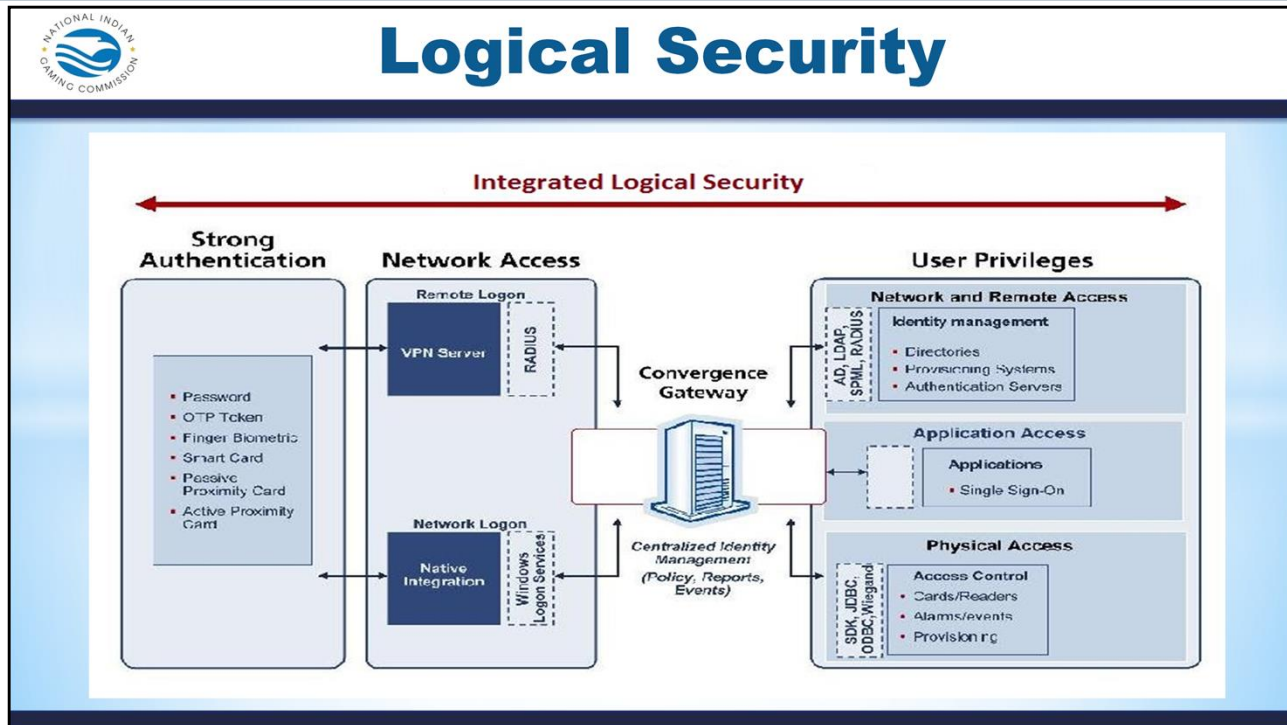 NATIONAL INDIAN
GAMING COMMISSION
Logical Security
Integrated Logical Security
Strong
Authentication
Password
OTP Token
Finger Biometric
Smart Card
Passive
Proximity Card
Active Proximity
Card
Network Access
Remote Logon
VPN Server
RADIUS
Network Logon
Native
Integration
Windows
Logon Services
Convergence
Gateway
Centralized Identity
Management
(Policy, Reports,
Events)
User Privileges
Network and Remote Access
AD, LDAP,
SPML, RADIUS
Identity management
Directories
Provisioning Systems
Authentication Servers
Application Access
Applications
Single Sign-On
Physical Access
SDK, JDBC,
ODBC,Wiegand
Access Control
Cards/Readers
Alarms/events
Provisioning